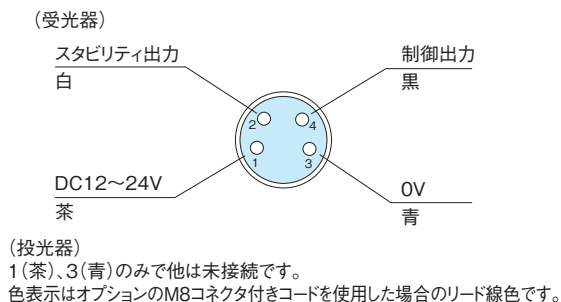 (受光器)
スタビリティ出力
白
制御出力
黒
2
4
1
3
DC12～24V
茶
0V
青
(投光器)
1(茶)、3(青)のみで他は未接続です。
色表示はオプションのM8コネクタ付きコードを使用した場合のリード線色です。